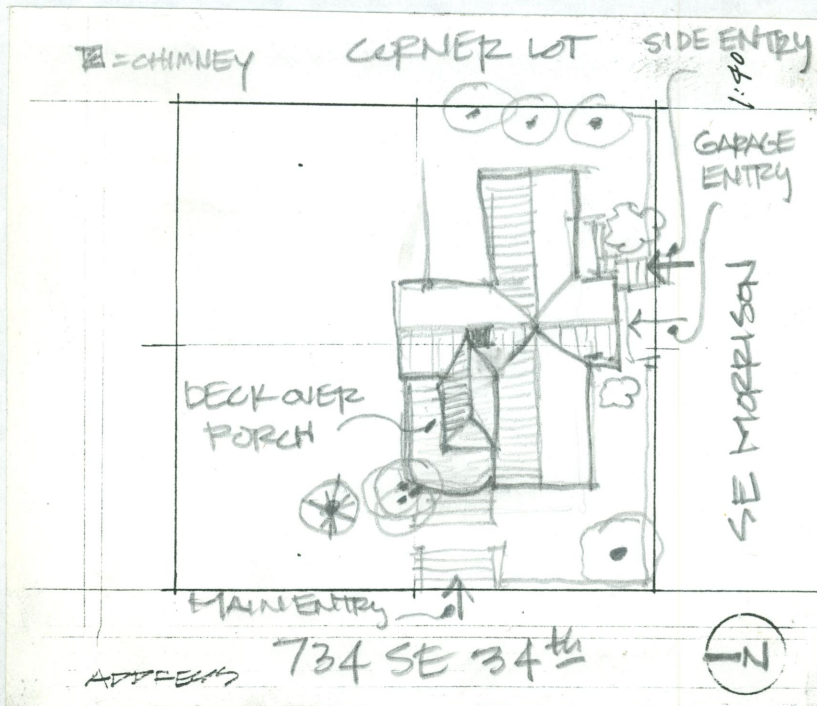 = CHIMNEY
CORNER LOT
SIDE ENTRY
1:40
GARAGE
ENTRY
SE MORRISON
DECK OVER
PORCH
MAIN ENTRY
734 SE 34th
ADDRESS
N